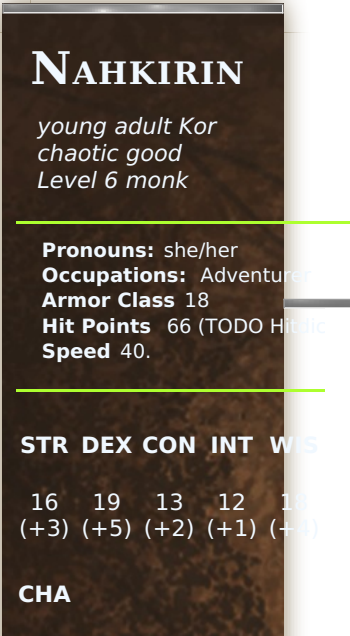 NAHKIRIN
young adult Kor
chaotic good
Level 6 monk
Pronouns: she/her
Occupations: Adventurer
Armor Class 18
Hit Points 66 (TODO Hitdic
Speed 40.
STR DEX CON INT WIS
16 19 13 12 18
(+3) (+5) (+2) (+1) (+4)
CHA